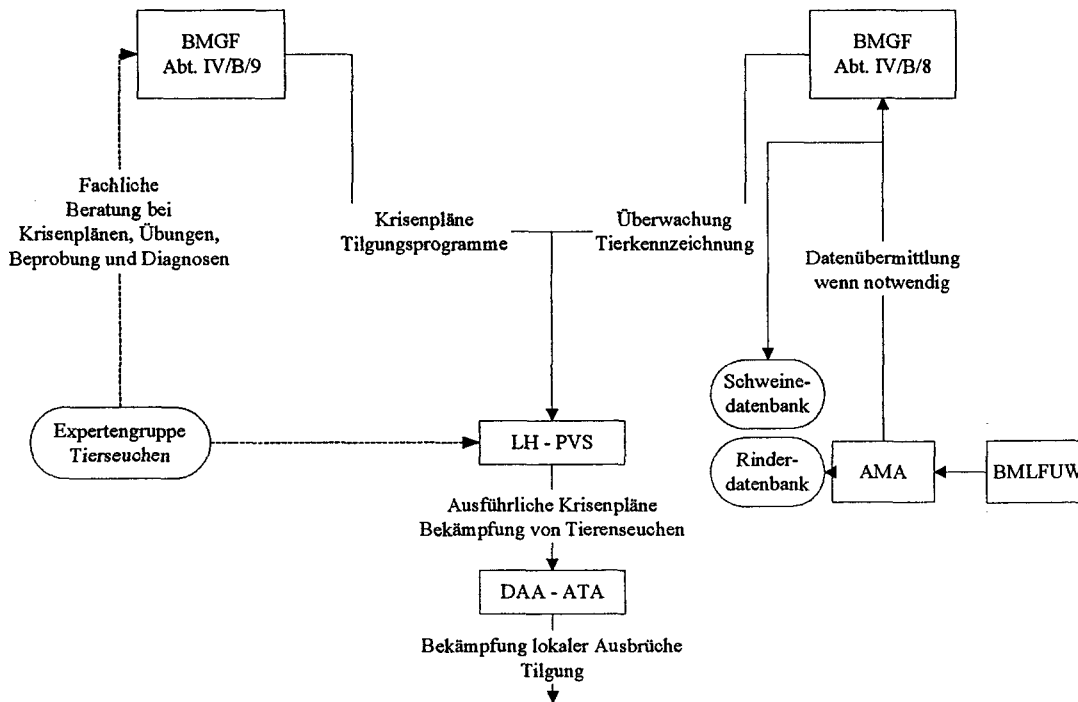 BMGF
Abt. IV/B/9
BMGF
Abt. IV/B/8
Fachliche
Beratung bei
Krisenplänen, Übungen,
Beprobung und Diagnosen
Krisenpläne
Tilgungsprogramme
Überwachung
Tierkennzeichnung
Datenübermittlung
wenn notwendig
Schweine-
datenbank
Expertengruppe
Tierseuchen
LH - PVS
Rinder-
datenbank
AMA
BMLFUW
Ausführliche Krisenpläne
Bekämpfung von Tierenseuchen
DAA - ATA
Bekämpfung lokaler Ausbrüche
Tilgung